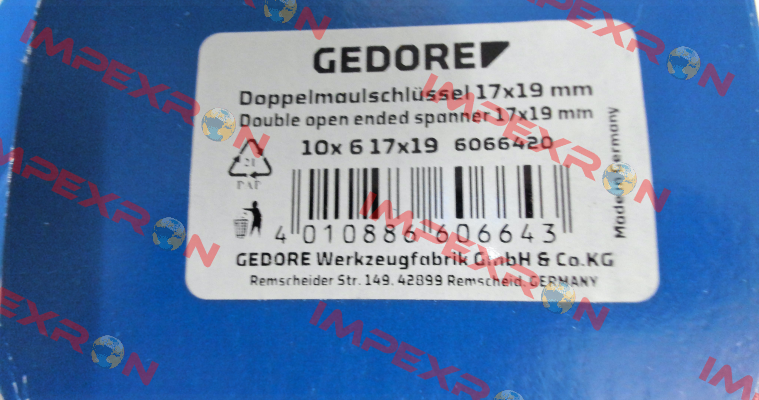 GEDORE
Doppelmaulschlüssel 17x19 mm
Double open ended spanner 17x19 mm
10x 6 17x19 6066420
21
PAP
4 010886 606643
GEDORE Werkzeugfabrik GmbH & Co.KG
Remscheider Str. 149. 42899 Remscheid. GERMANY
Made in Germany
IMPEXRON
IMPEXRON
IMPEXRON
IMPEXRON
IMPEXRON
IMPEXRON
IMPEXRON
IMPEXRON